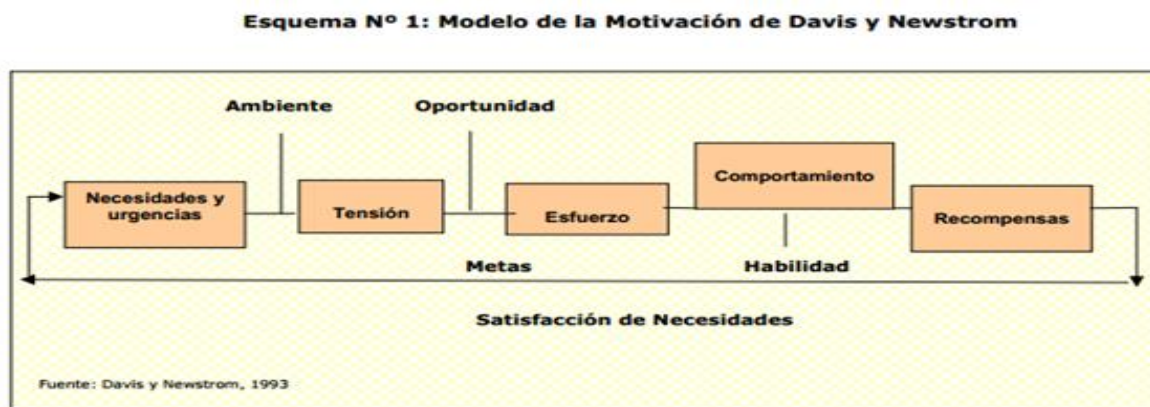 Esquema Nº 1: Modelo de la Motivación de Davis y Newstrom
Ambiente
Oportunidad
Necesidades y
urgencias
Tensión
Esfuerzo
Comportamiento
Recompensas
Metas
Habilidad
Satisfacción de Necesidades
Fuente: Davis y Newstrom, 1993